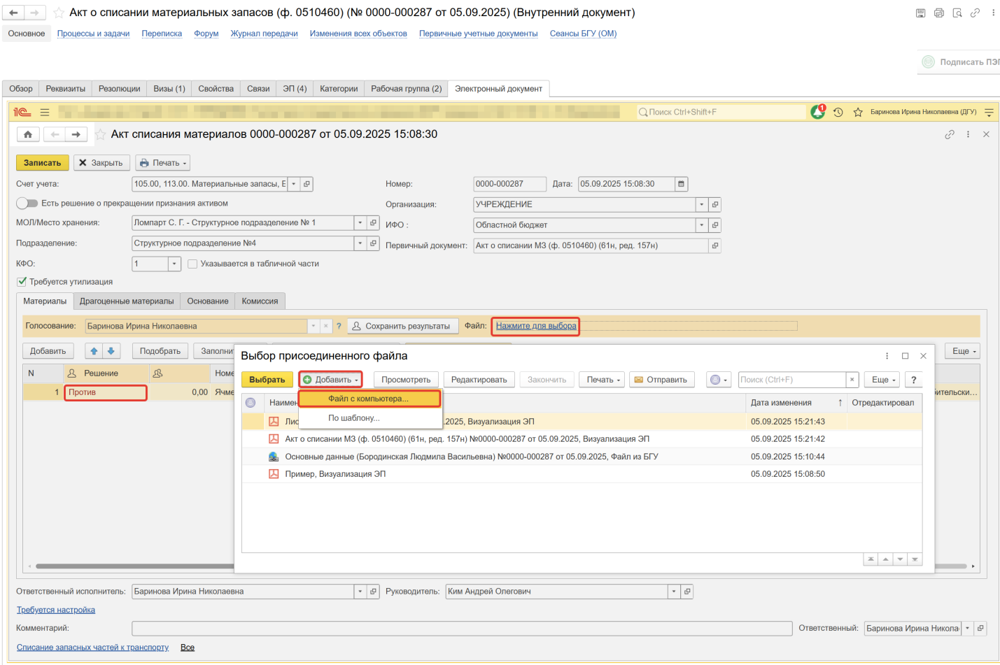 Акт о списании материальных запасов (ф. 0510460) (№ 0000-000287 от 05.09.2025) (Внутренний документ)
Основное Процессы и задачи Переписка Форум Журнал передачи Изменения всех объектов Первичные учетные документы Сеансы БГУ (ОМ)
Подписать ПЭП
Обзор Реквизиты Резолюции Визы (1) Свойства Связи ЭП (4) Категории Рабочая группа (2) Электронный документ
Поиск Ctrl+Shift+F 1 Баринова Ирина Николаевна (ДГУ)
Акт списания материалов 0000-000287 от 05.09.2025 15:08:30
Записать Закрыть Печать
Счет учета: 105.00, 113.00. Материальные запасы, Номер: 0000-000287 Дата: 05.09.2025 15:08:30
Есть решение о прекращении признания активом Организация: УЧРЕЖДЕНИЕ
МОЛ/Место хранения: Ломпарт С. Г. - Структурное подразделение № 1 ИФО : Областной бюджет
Подразделение: Структурное подразделение №4 Первичный документ: Акт о списании МЗ (ф. 0510460) (61н, ред. 157н)
КФО: 1 Указывается в табличной части
Требуется утилизация
Материалы Драгоценные материалы Основание Комиссия
Голосование: Баринова Ирина Николаевна ? Сохранить результаты Файл: Нажмите для выбора
Добавить Подобрать Заполни Еще
N Решение Номе
1 Против 0,00 Ячме ительски...
Выбор присоединенного файла
Выбрать Добавить Просмотреть Редактировать Закончить Печать Отправить Поиск (Ctrl+F) × Еще ?
Файл с компьютера...
По шаблону...
Наимен Дата изменения ↑ Отредактировал
Лис .2025, Визуализация ЭП 05.09.2025 15:21:43
Акт о списании МЗ (ф. 0510460) (61н, ред. 157н) №0000-000287 от 05.09.2025, Визуализация ЭП 05.09.2025 15:21:42
Основные данные (Бородинская Людмила Васильевна) №0000-000287 от 05.09.2025, Файл из БГУ 05.09.2025 15:10:44
Пример, Визуализация ЭП 05.09.2025 15:08:50
Ответственный исполнитель: Баринова Ирина Николаевна Руководитель: Ким Андрей Олегович
Требуется настройка
Комментарий: Ответственный: Баринова Ирина Никола
Списание запасных частей к транспорту Все